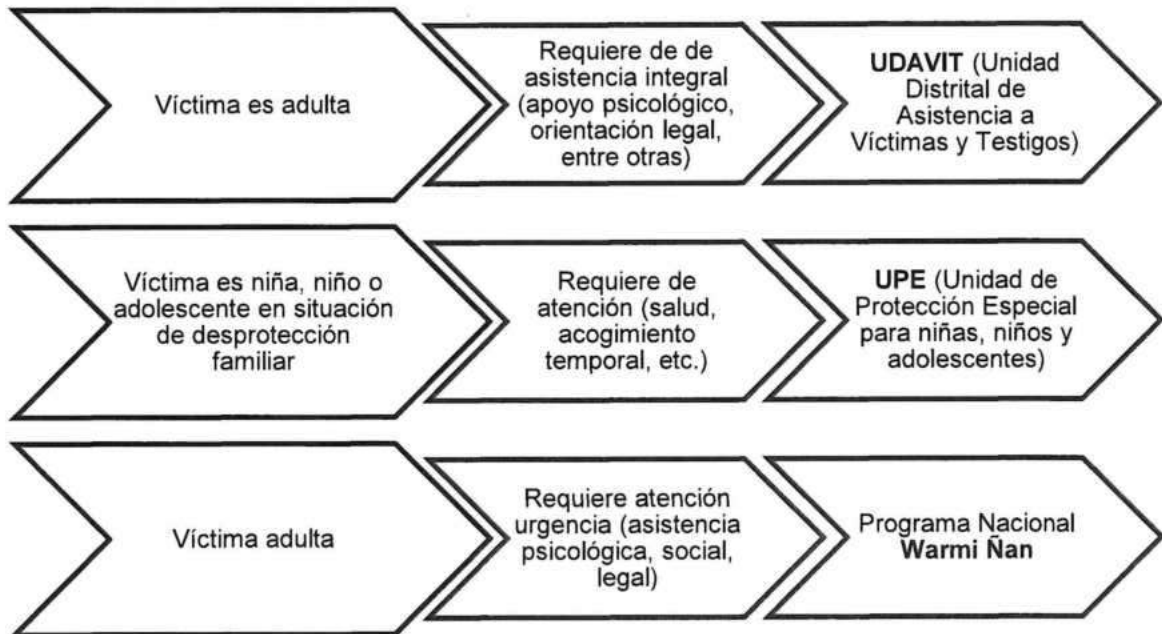 Víctima es adulta
Requiere de de
asistencia integral
(apoyo psicológico,
orientación legal,
entre otras)
UDAVIT (Unidad
Distrital de
Asistencia a
Víctimas y Testigos)
Víctima es niña, niño o
adolescente en situación
de desprotección
familiar
Requiere de
atención (salud,
acogimiento
temporal, etc.)
UPE (Unidad de
Protección Especial
para niñas, niños y
adolescentes)
Víctima adulta
Requiere atención
urgencia (asistencia
psicológica, social,
legal)
Programa Nacional
Warmi Ñan